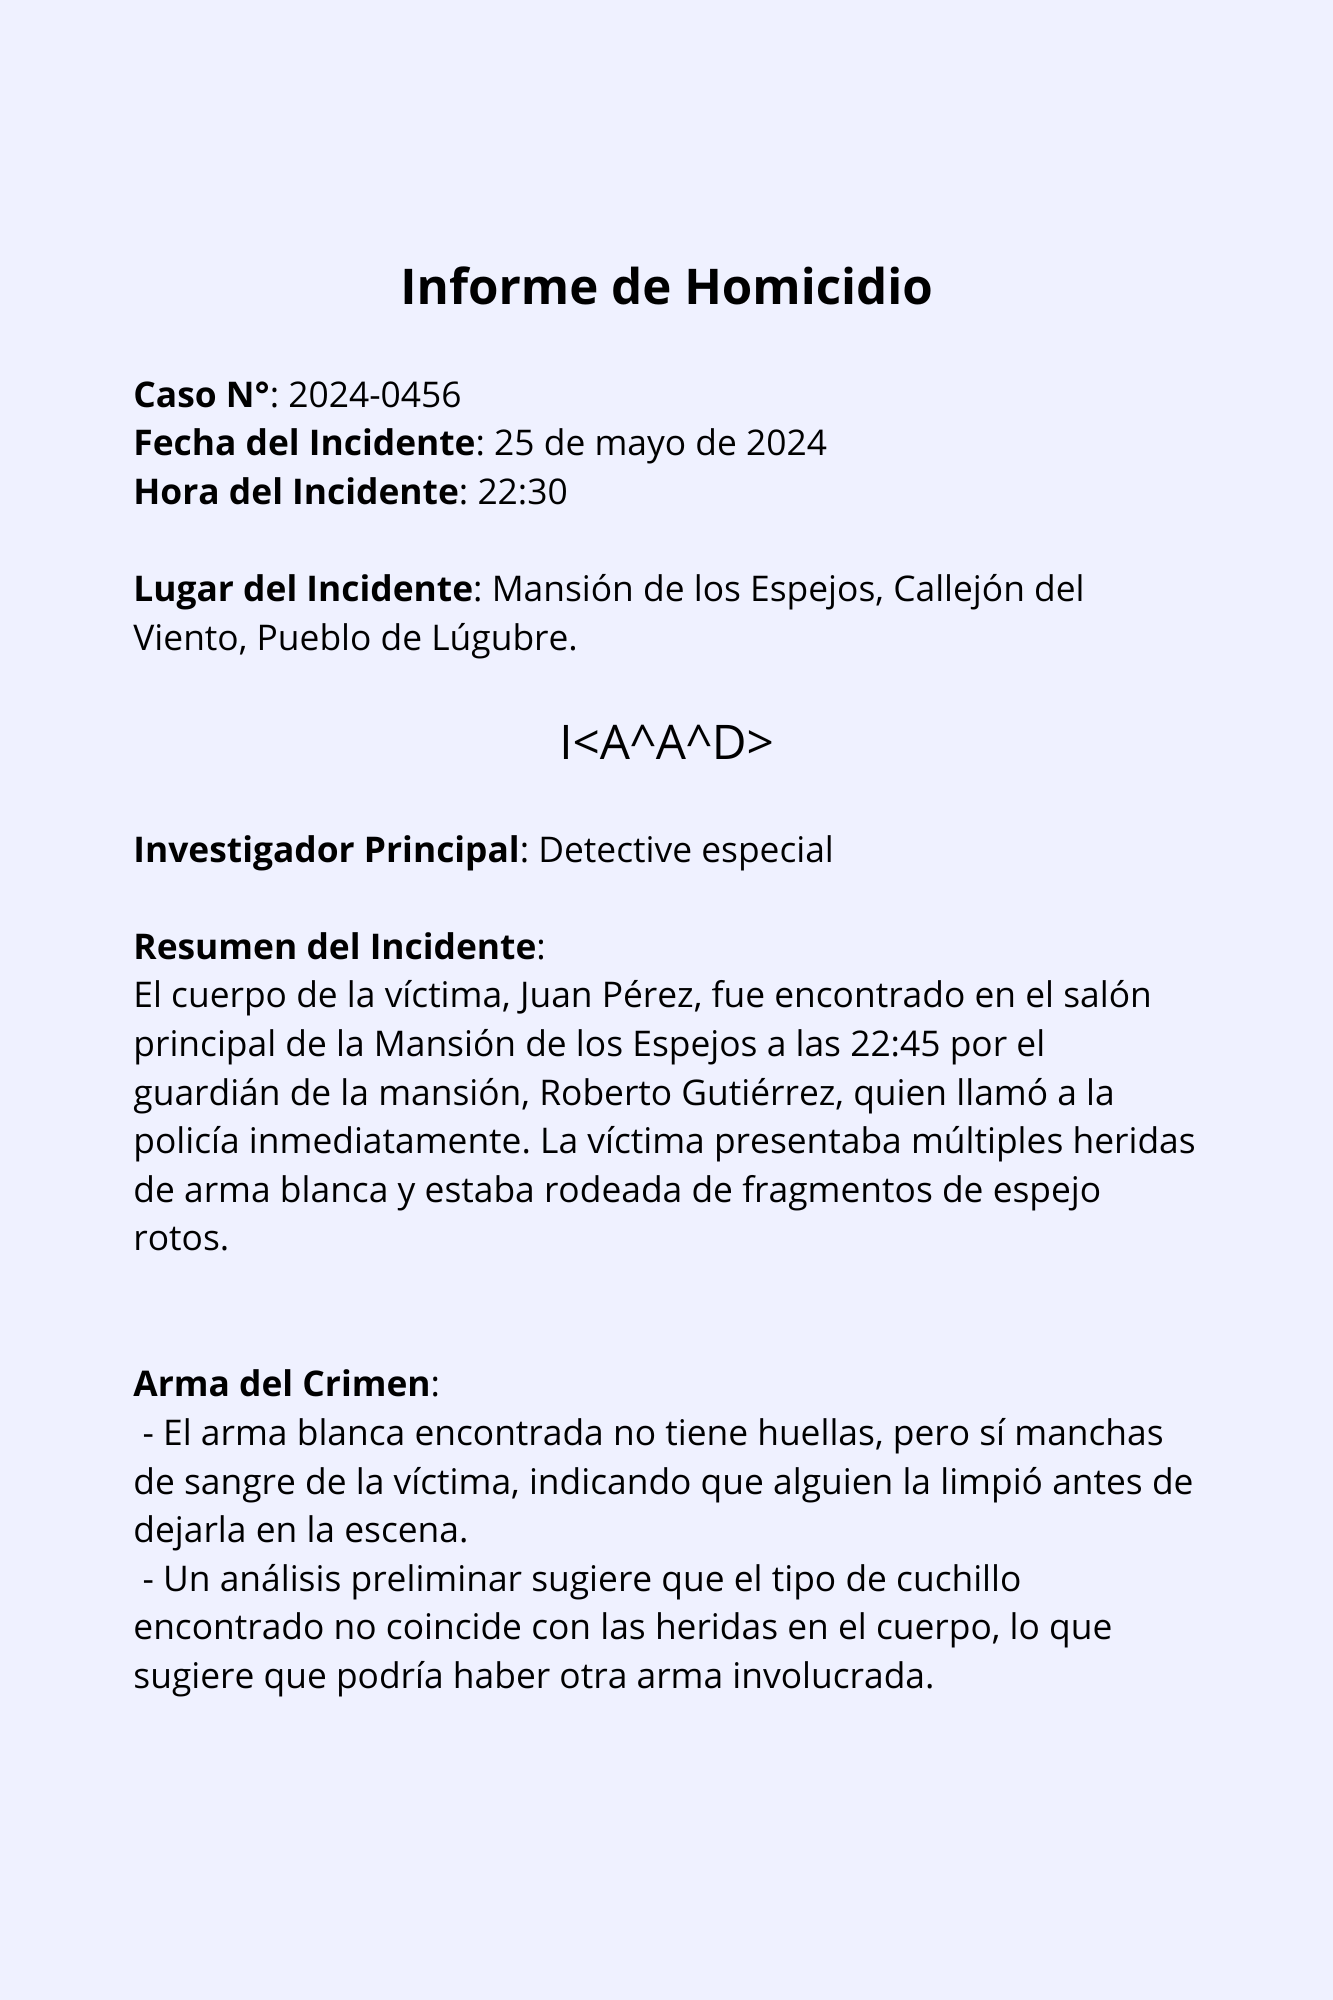 Informe de Homicidio
Caso N°: 2024-0456
Fecha del Incidente: 25 de mayo de 2024
Hora del Incidente: 22:30
Lugar del Incidente: Mansión de los Espejos, Callejón del
Viento, Pueblo de Lúgubre.
I<A^A^D>
Investigador Principal: Detective especial
Resumen del Incidente:
El cuerpo de la víctima, Juan Pérez, fue encontrado en el salón
principal de la Mansión de los Espejos a las 22:45 por el
guardián de la mansión, Roberto Gutiérrez, quien llamó a la
policía inmediatamente. La víctima presentaba múltiples heridas
de arma blanca y estaba rodeada de fragmentos de espejo
rotos.
Arma del Crimen:
- El arma blanca encontrada no tiene huellas, pero sí manchas
de sangre de la víctima, indicando que alguien la limpió antes de
dejarla en la escena.
- Un análisis preliminar sugiere que el tipo de cuchillo
encontrado no coincide con las heridas en el cuerpo, lo que
sugiere que podría haber otra arma involucrada.